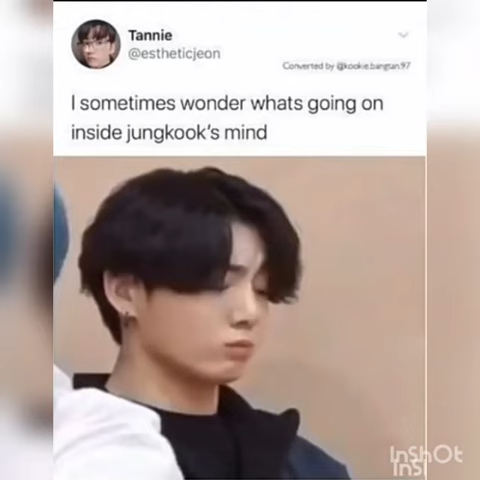 Tannie
@estheticjeon
Converted by @kookie.bangtan.97
I sometimes wonder whats going on
inside jungkook's mind
InShOt